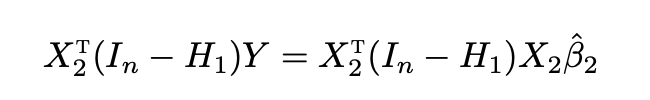 X₂ᵀ(Iₙ − H₁)Y = X₂ᵀ(Iₙ − H₁)X₂β̂₂